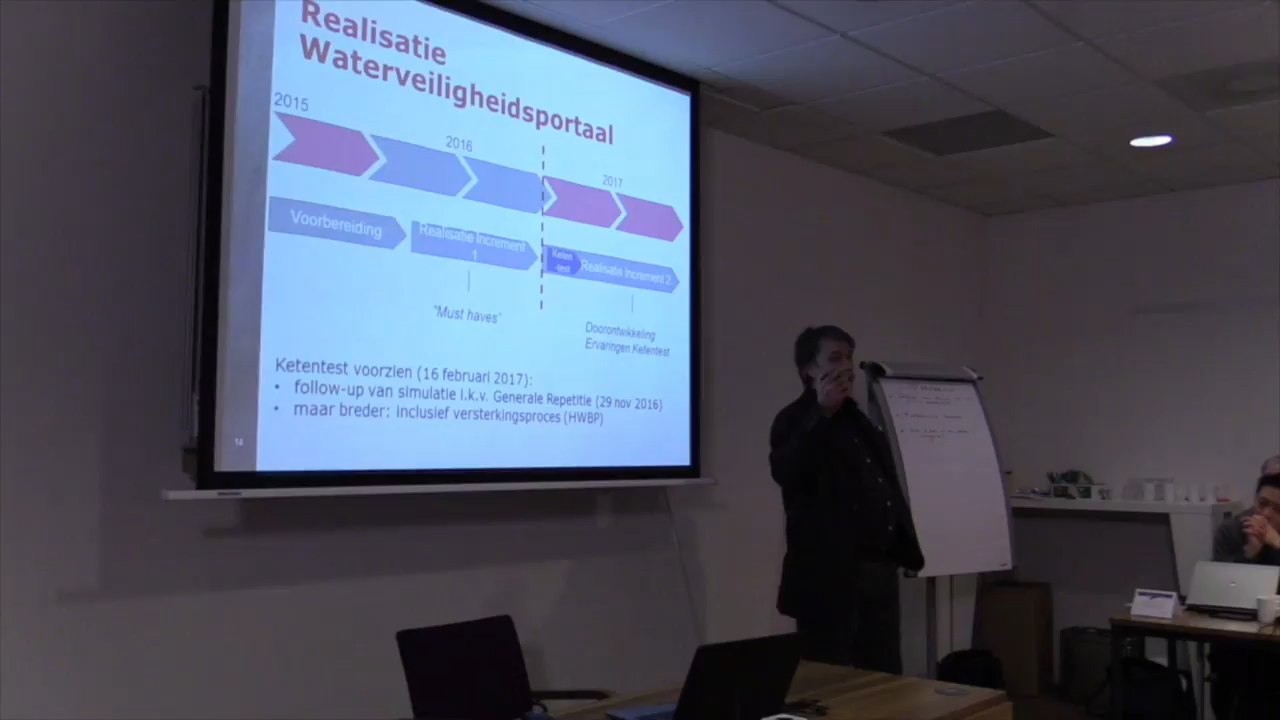 Realisatie
Waterveiligheidsportaal
2015
2016
2017
Voorbereiding
Realisatie Increment
1
Keten
-test
Realisatie Increment 2
"Must haves"
Doorontwikkeling
Ervaringen Ketentest
Ketentest voorzien (16 februari 2017):
• follow-up van simulatie i.k.v. Generale Repetitie (29 nov 2016)
• maar breder: inclusief versterkingsproces (HWBP)
14